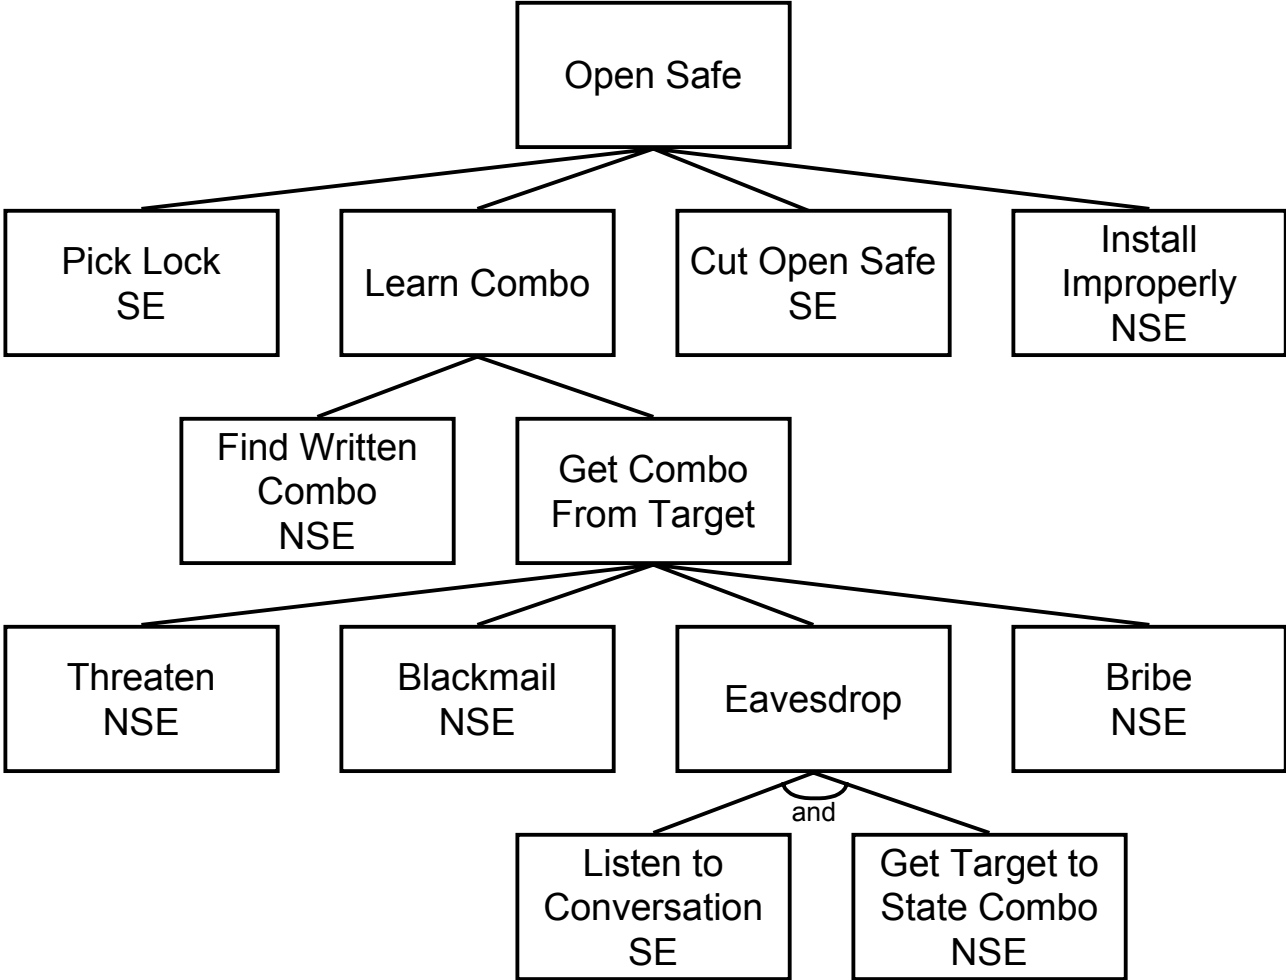 Open Safe
Pick Lock
SE
Learn Combo
Cut Open Safe
SE
Install
Improperly
NSE
Find Written
Combo
NSE
Get Combo
From Target
Threaten
NSE
Blackmail
NSE
Eavesdrop
Bribe
NSE
and
Listen to
Conversation
SE
Get Target to
State Combo
NSE